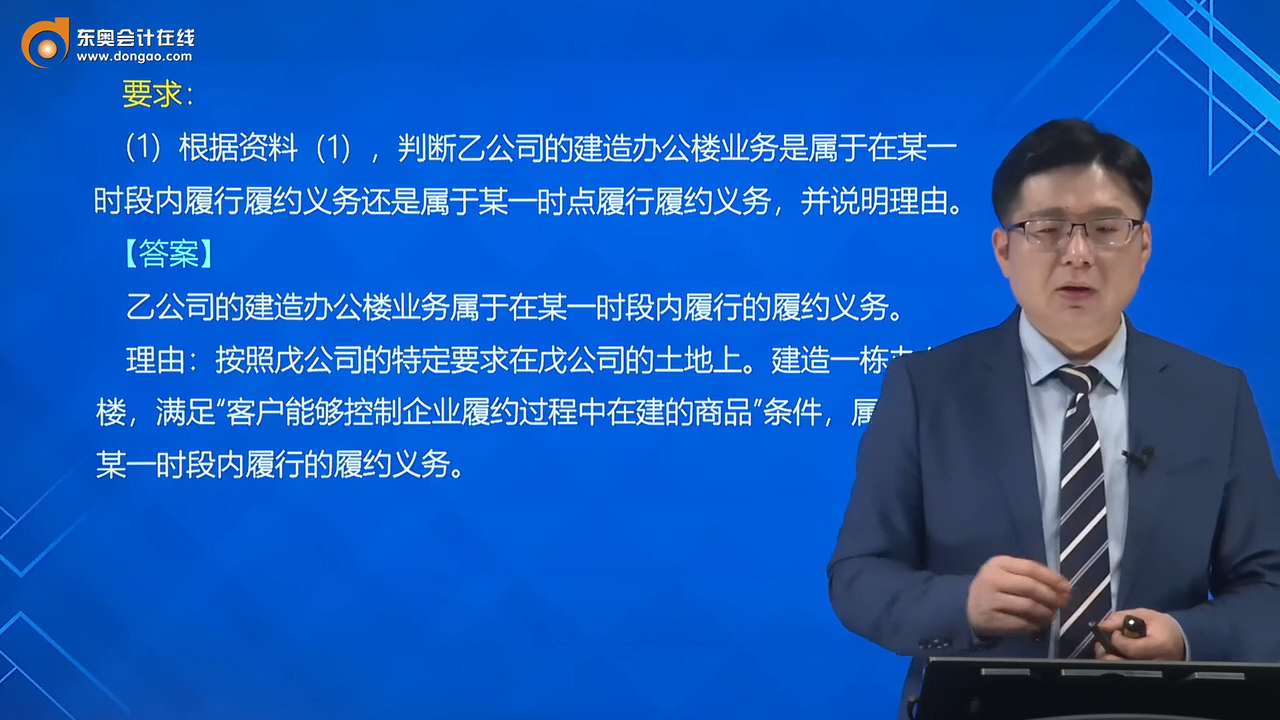 东奥会计在线
www.dongao.com
要求：
（1）根据资料（1），判断乙公司的建造办公楼业务是属于在某一
时段内履行履约义务还是属于某一时点履行履约义务，并说明理由。
【答案】
乙公司的建造办公楼业务属于在某一时段内履行的履约义务。
理由：按照戊公司的特定要求在戊公司的土地上。建造一栋
楼，满足“客户能够控制企业履约过程中在建的商品”条件，属
某一时段内履行的履约义务。